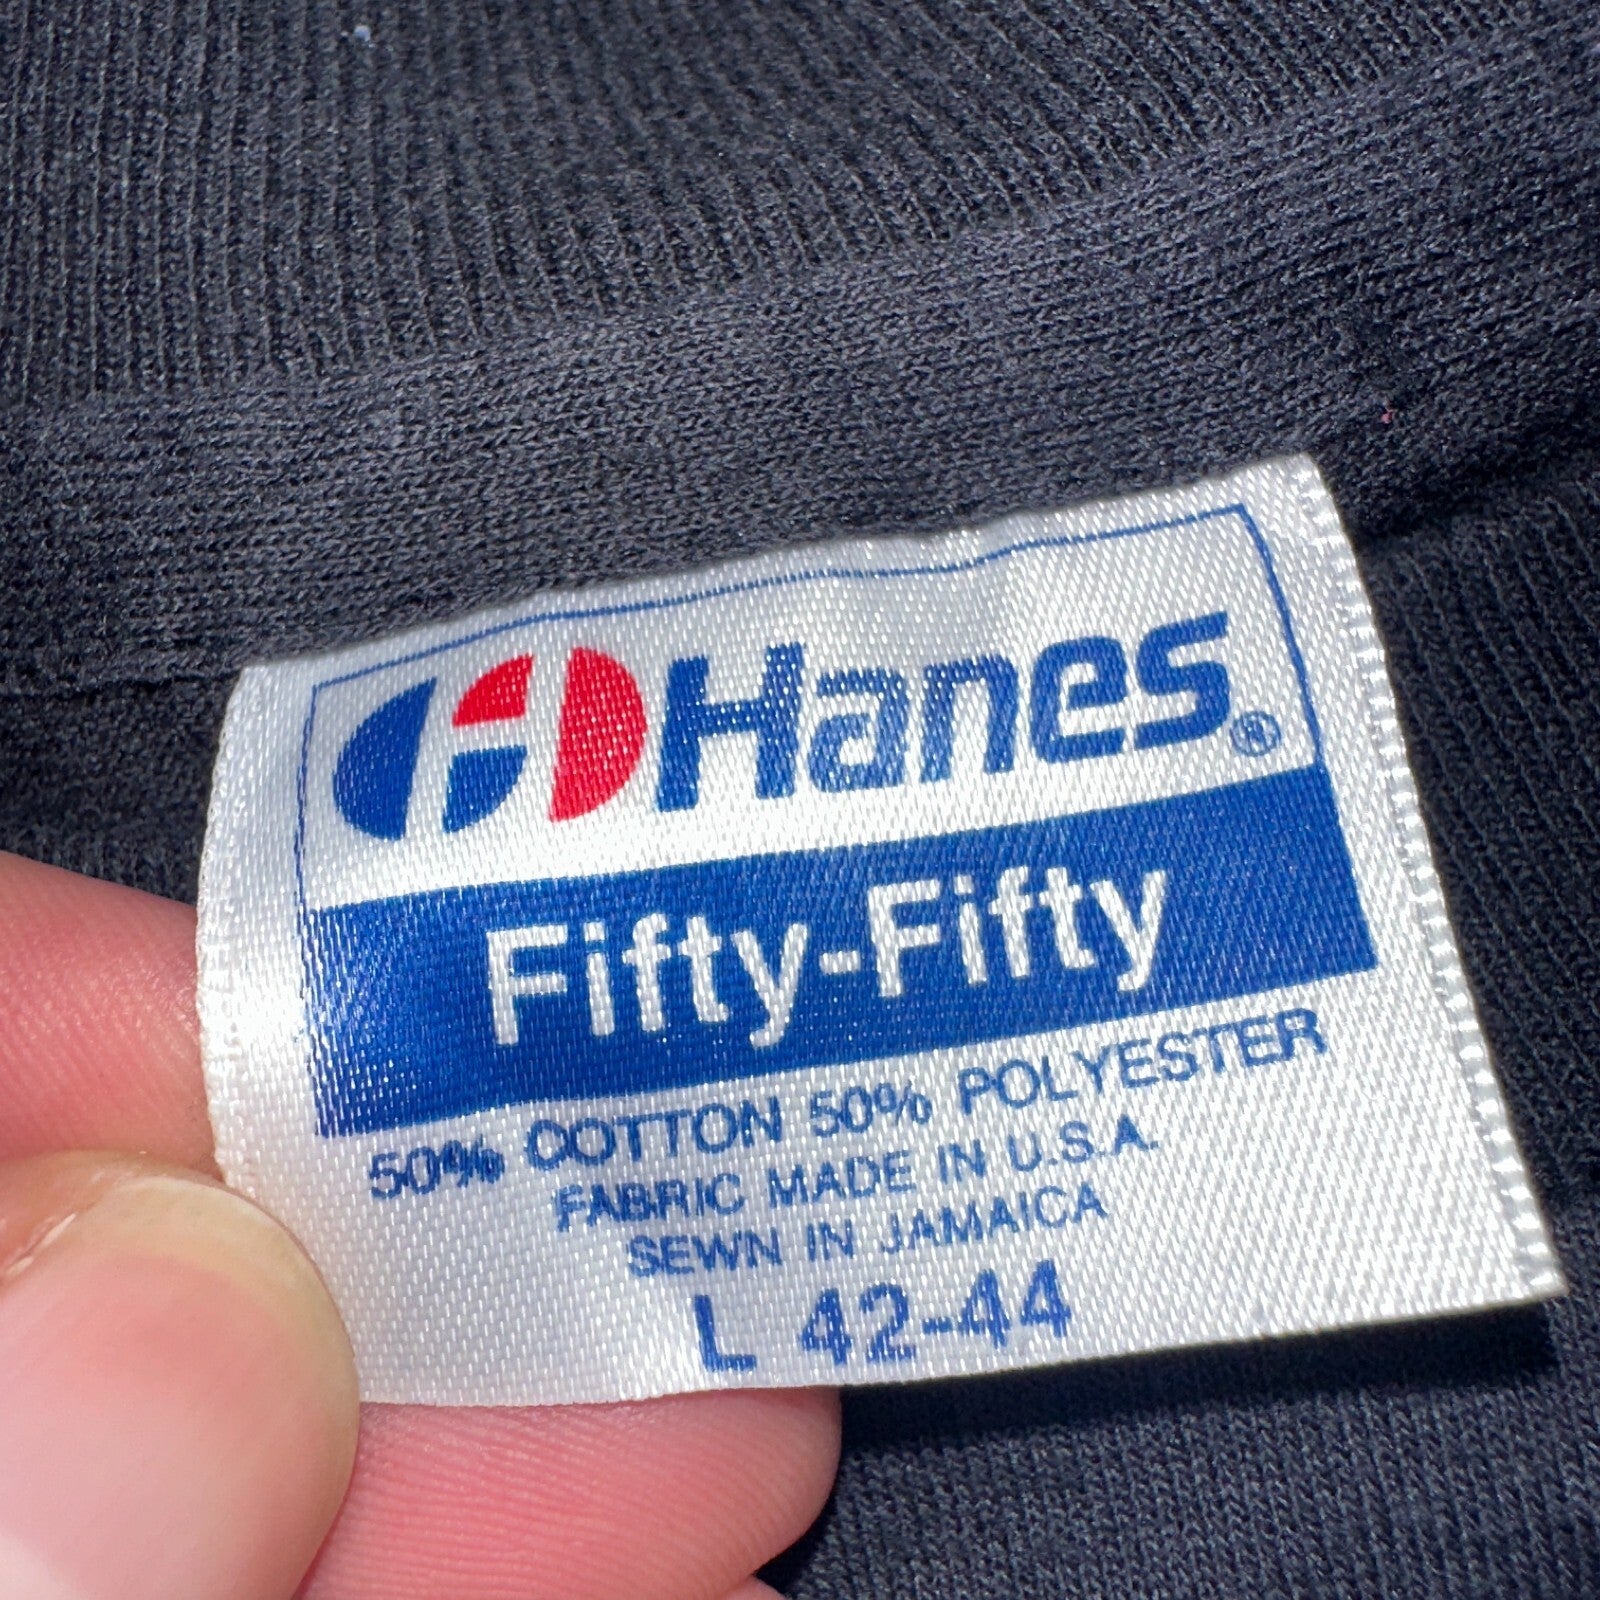 Hanes®
Fifty-Fifty
50% COTTON 50% POLYESTER
FABRIC MADE IN U.S.A.
SEWN IN JAMAICA
L 42-44